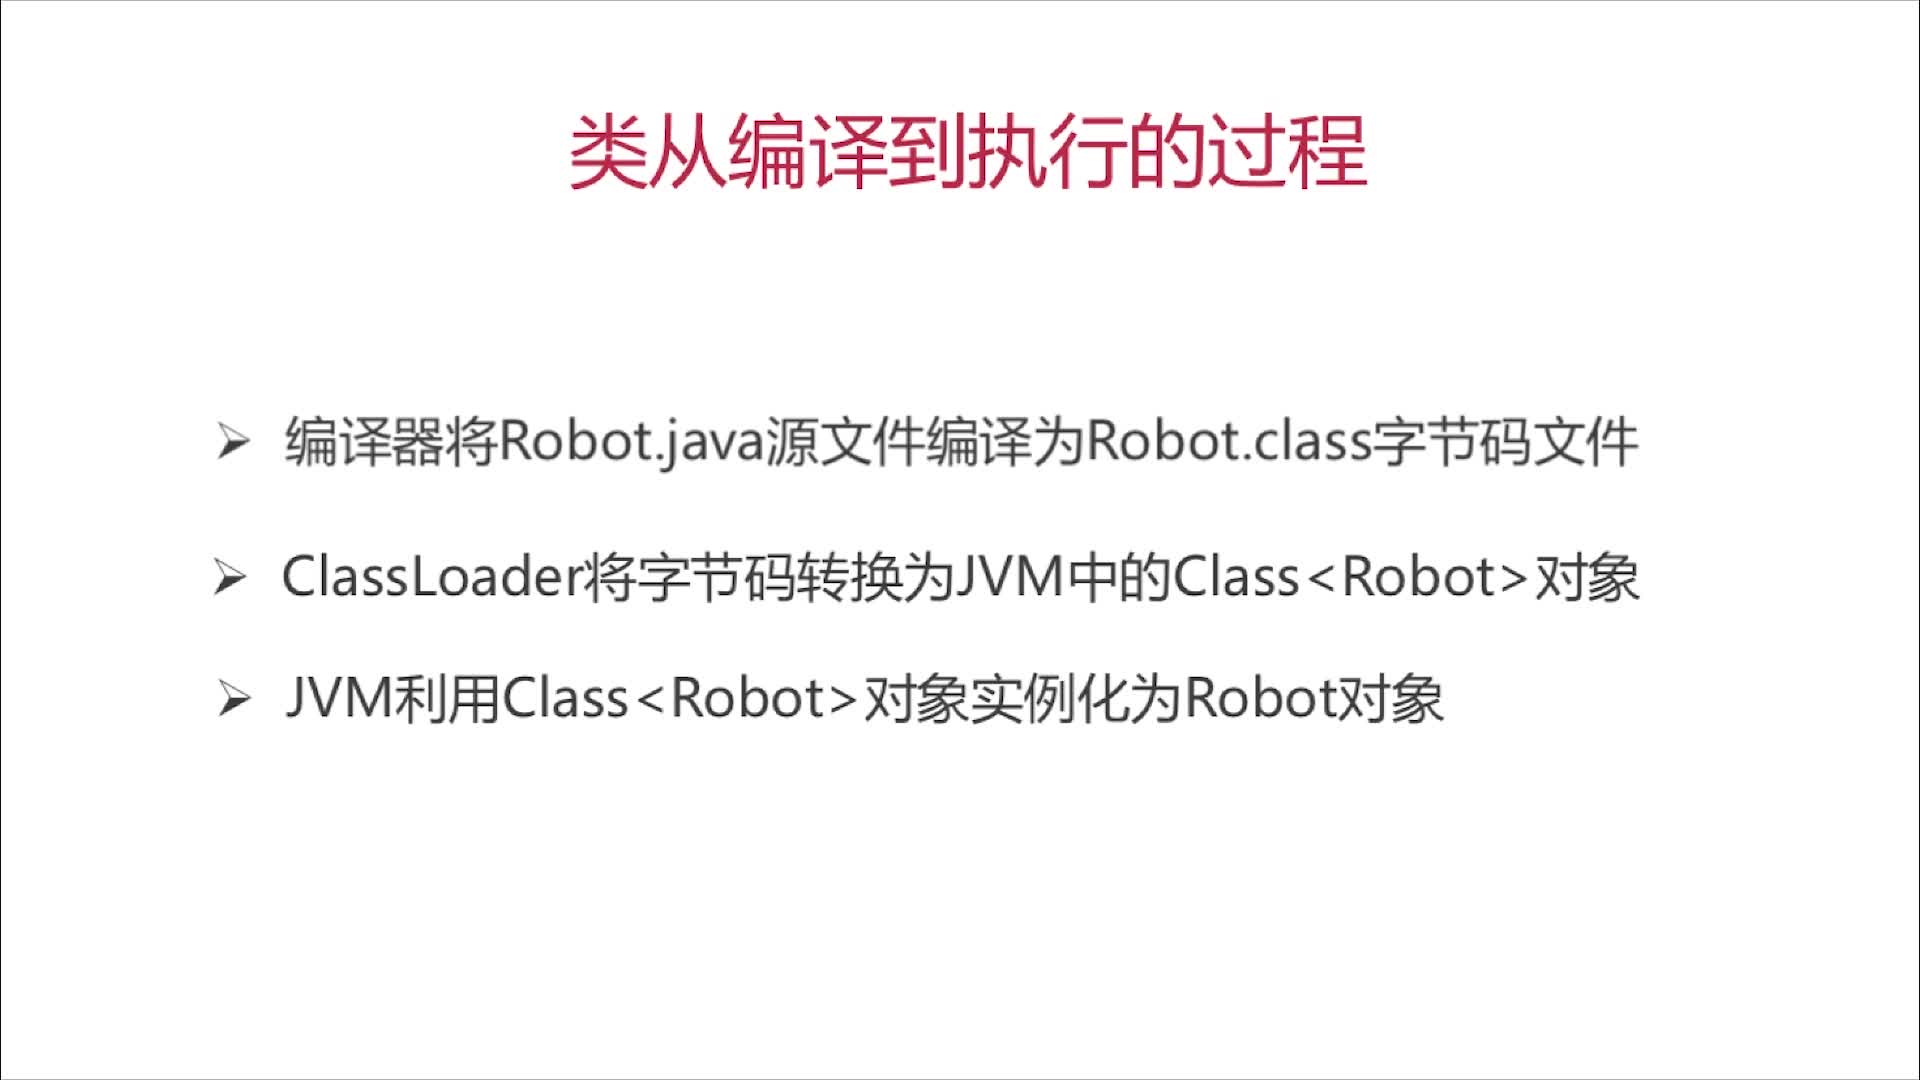 类从编译到执行的过程
编译器将Robot.java源文件编译为Robot.class字节码文件
ClassLoader将字节码转换为JVM中的Class<Robot>对象
JVM利用Class<Robot>对象实例化为Robot对象